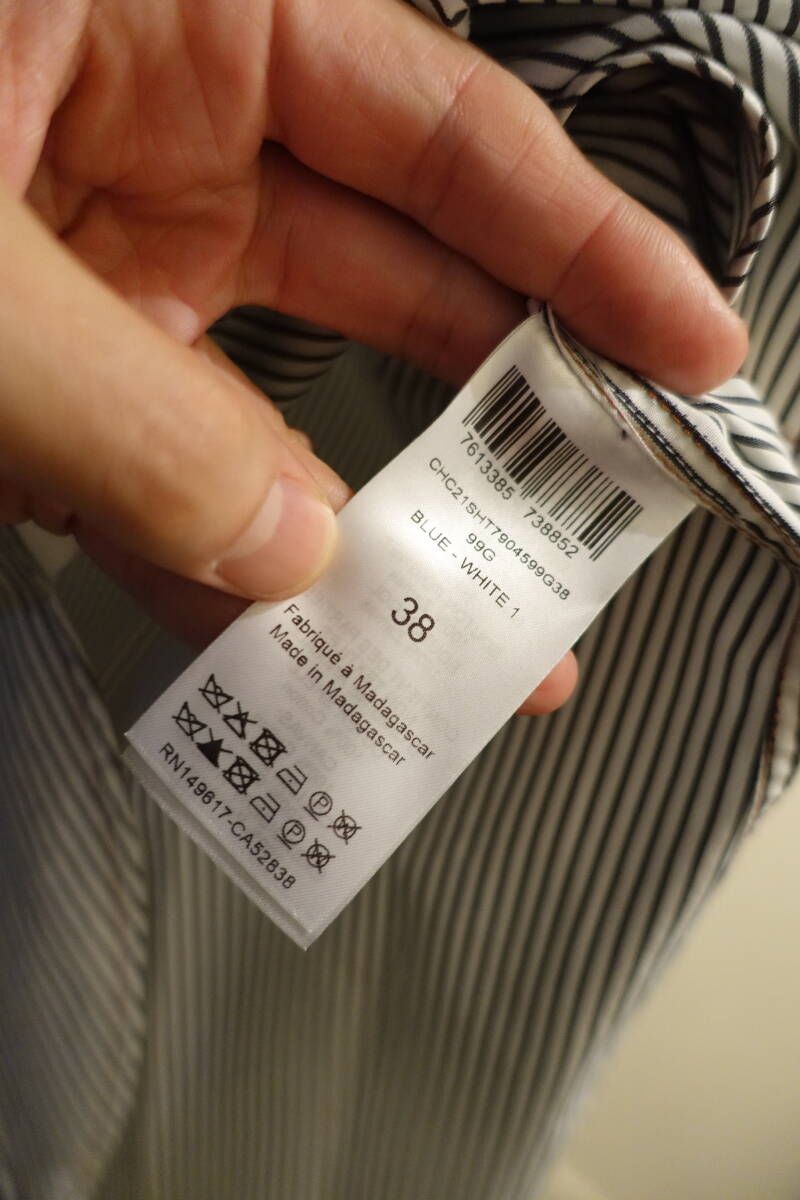 7613385 738852
CHC21SHT7904599G38
99G
BLUE - WHITE 1
38
Fabriqué à Madagascar
Made in Madagascar
RN149617-CA52838